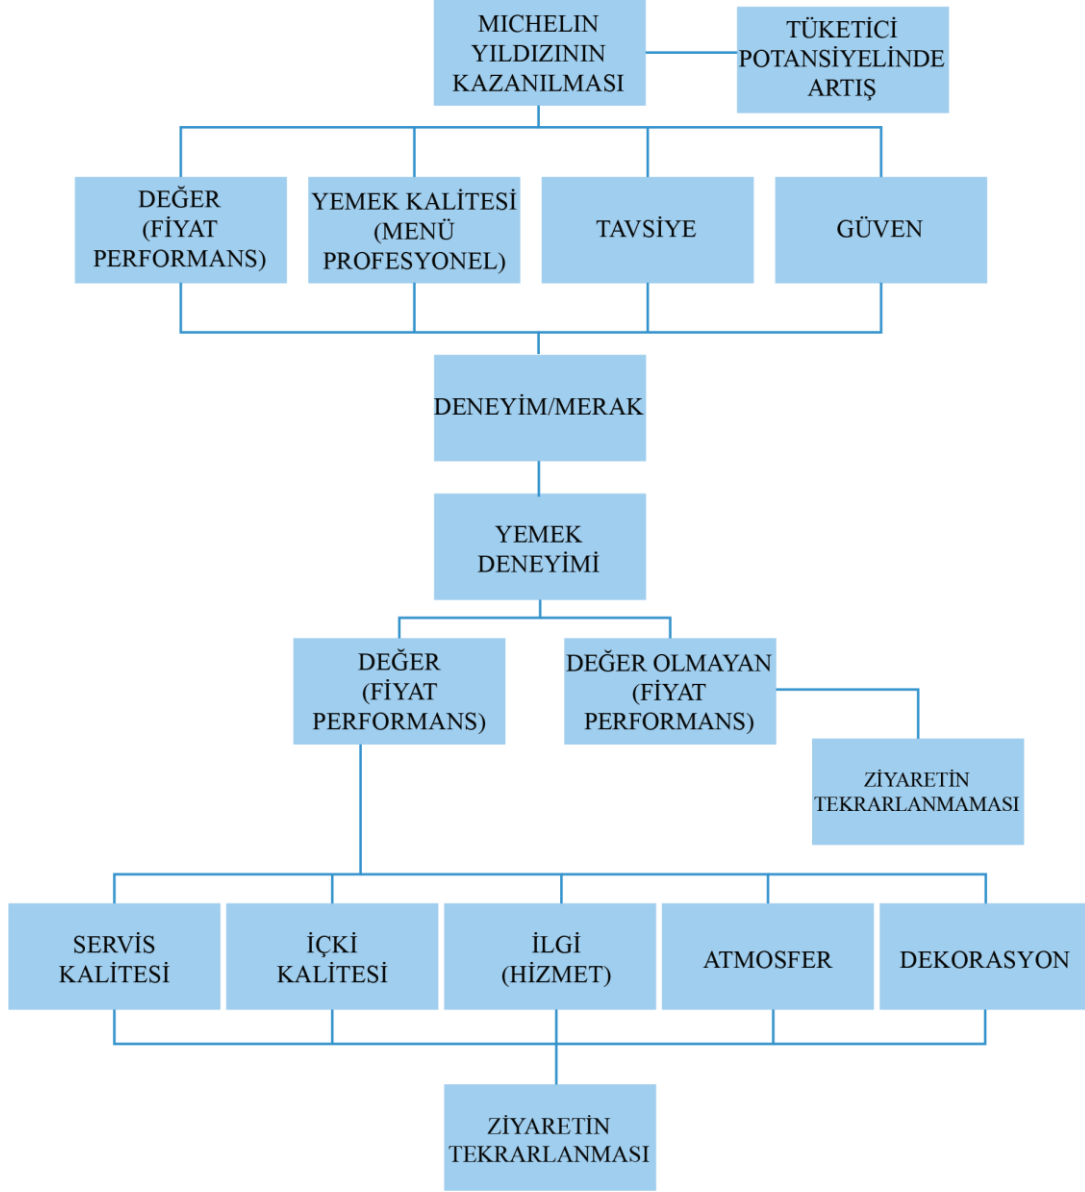 MICHELIN
YILDIZININ
KAZANILMASI
TÜKETİCİ
POTANSİYELİNDE
ARTIŞ
DEĞER
(FİYAT
PERFORMANS)
YEMEK KALİTESİ
(MENÜ
PROFESYONEL)
TAVSİYE
GÜVEN
DENEYİM/MERAK
YEMEK
DENEYİMİ
DEĞER
(FİYAT
PERFORMANS)
DEĞER OLMAYAN
(FİYAT
PERFORMANS)
ZİYARETİN
TEKRARLANMAMASI
SERVİS
KALİTESİ
İÇKİ
KALİTESİ
İLGİ
(HİZMET)
ATMOSFER
DEKORASYON
ZİYARETİN
TEKRARLANMASI